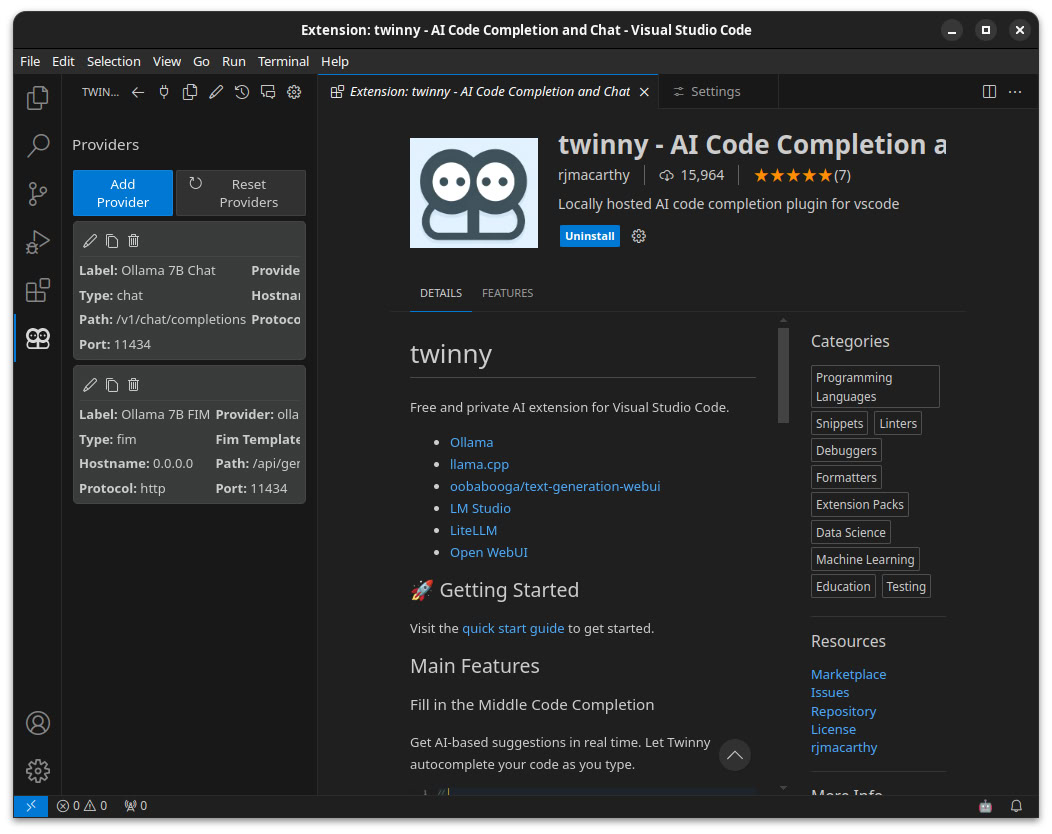 Extension: twinny - AI Code Completion and Chat - Visual Studio Code
File Edit Selection View Go Run Terminal Help
TWIN...
Extension: twinny - AI Code Completion and Chat
Settings
Providers
Add Provider
Reset Providers
Label: Ollama 7B Chat Provide
Type: chat Hostna
Path: /v1/chat/completions Protoco
Port: 11434
Label: Ollama 7B FIM Provider: olla
Type: fim Fim Template
Hostname: 0.0.0.0 Path: /api/ger
Protocol: http Port: 11434
twinny - AI Code Completion a
rjmacarthy 15,964 (7)
Locally hosted AI code completion plugin for vscode
Uninstall
DETAILS FEATURES
twinny
Free and private AI extension for Visual Studio Code.
Ollama
llama.cpp
oobabooga/text-generation-webui
LM Studio
LiteLLM
Open WebUI
🚀 Getting Started
Visit the quick start guide to get started.
Main Features
Fill in the Middle Code Completion
Get AI-based suggestions in real time. Let Twinny
autocomplete your code as you type.
Categories
Programming
Languages
Snippets Linters
Debuggers
Formatters
Extension Packs
Data Science
Machine Learning
Education Testing
Resources
Marketplace
Issues
Repository
License
rjmacarthy
More Info
0 0 0